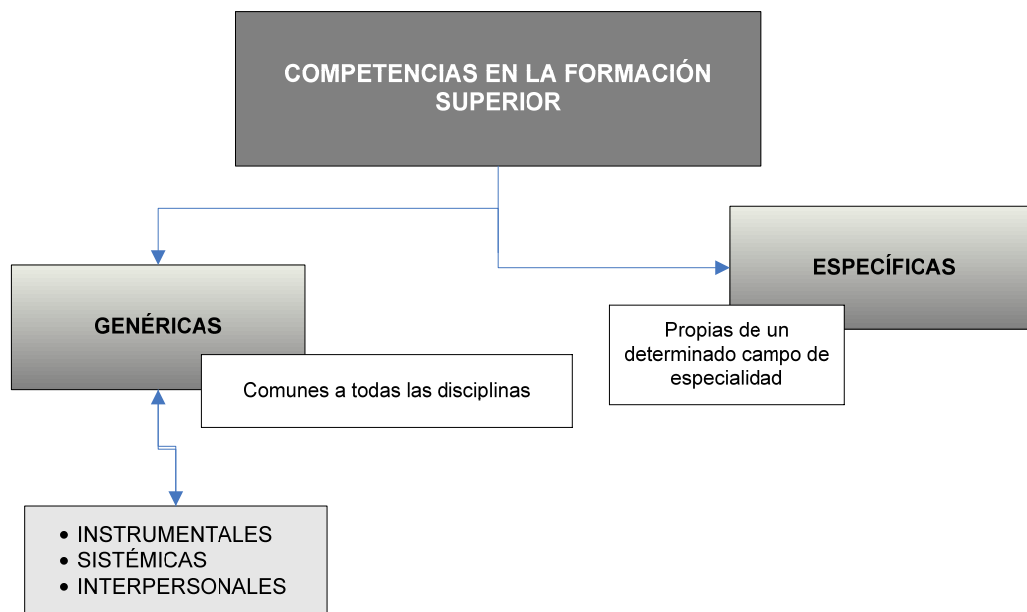 COMPETENCIAS EN LA FORMACIÓN
SUPERIOR
GENÉRICAS
Comunes a todas las disciplinas
ESPECÍFICAS
Propias de un
determinado campo de
especialidad
• INSTRUMENTALES
• SISTÉMICAS
• INTERPERSONALES